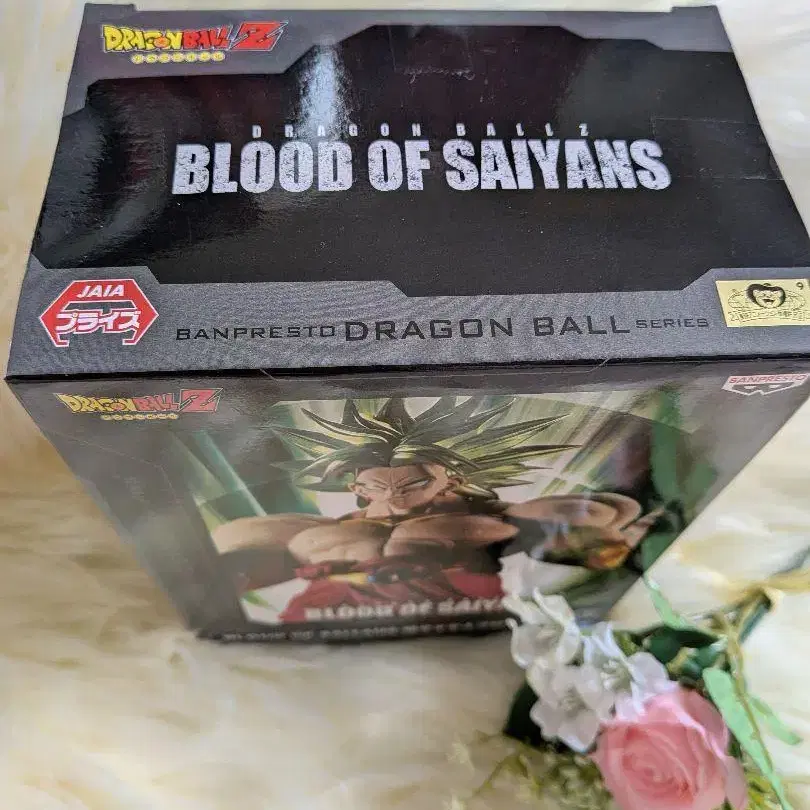 DRAGON BALL Z
DRAGON BALL Z
BLOOD OF SAIYANS
JAIA
プライズ
BANPRESTO DRAGON BALL SERIES
DRAGON BALL Z
BANPRESTO
BLOOD OF SAIY